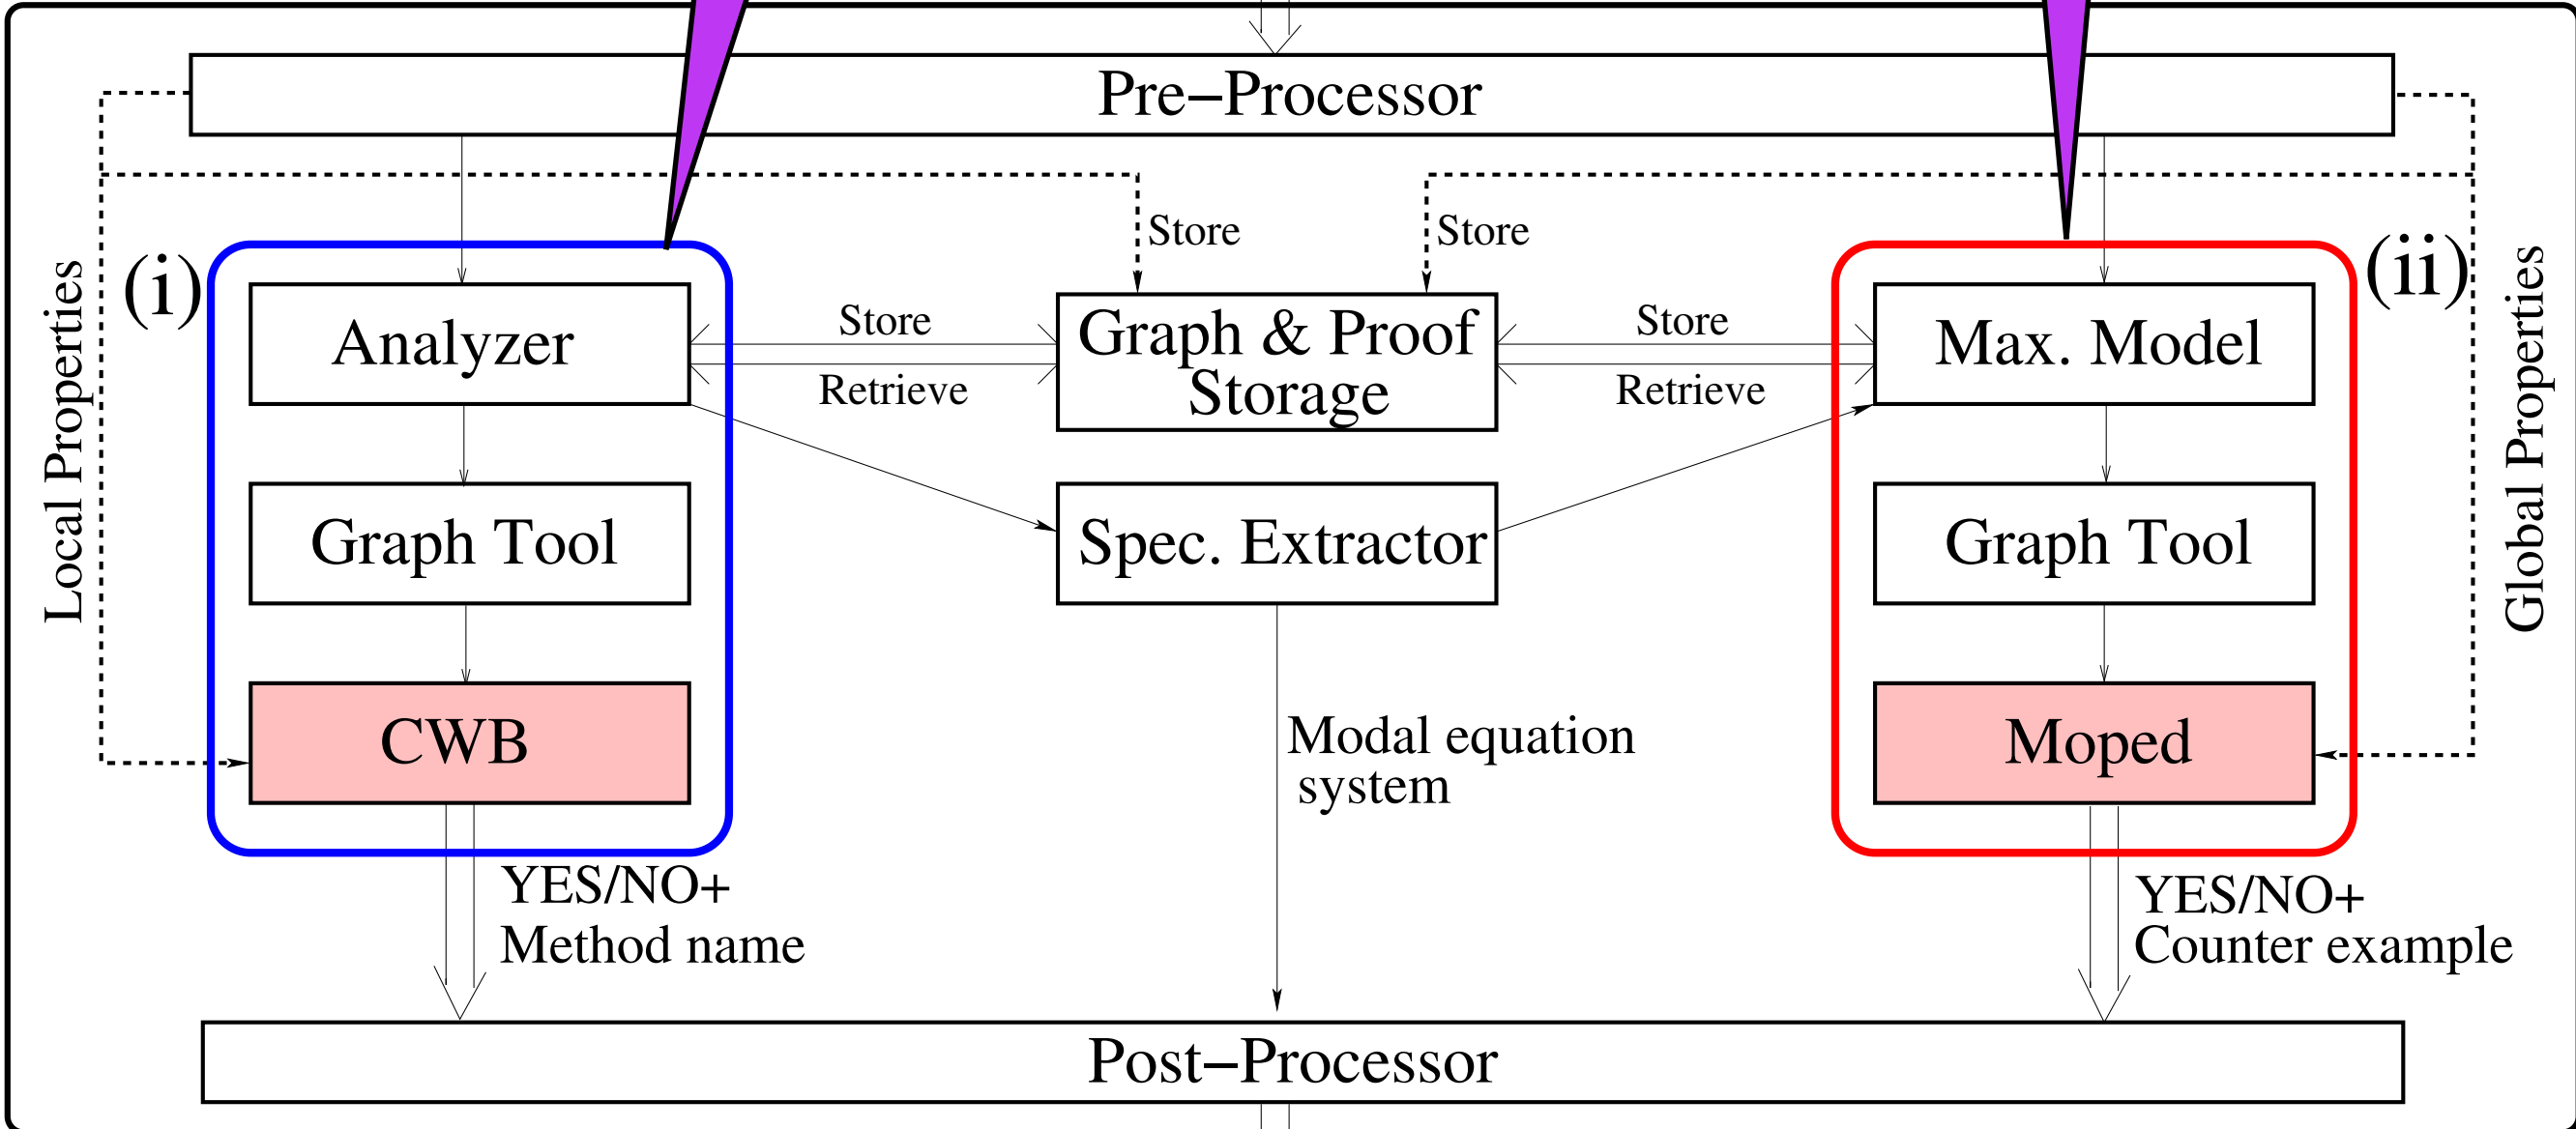 Pre−Processor
Store
Store
(i)
(ii)
Local Properties
Global Properties
Analyzer
Store
Retrieve
Graph & Proof
Storage
Store
Retrieve
Max. Model
Graph Tool
Spec. Extractor
Graph Tool
CWB
Modal equation
system
Moped
YES/NO+
Method name
YES/NO+
Counter example
Post−Processor